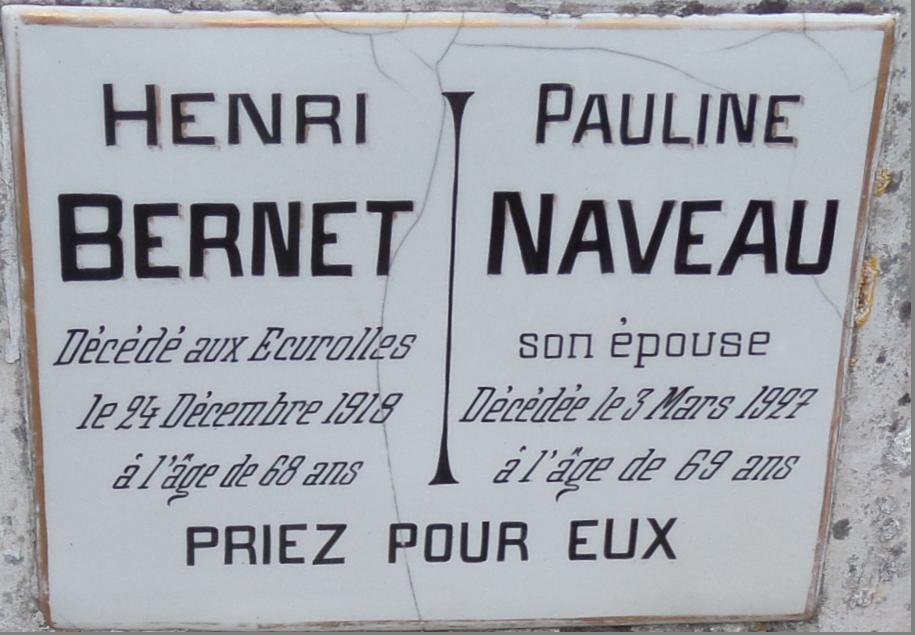 HENRI
BERNET
Décédé aux Ecurolles
le 24 Décembre 1918
à l'âge de 68 ans
PAULINE
NAVEAU
son épouse
Décédée le 3 Mars 1927
à l'âge de 69 ans
PRIEZ POUR EUX